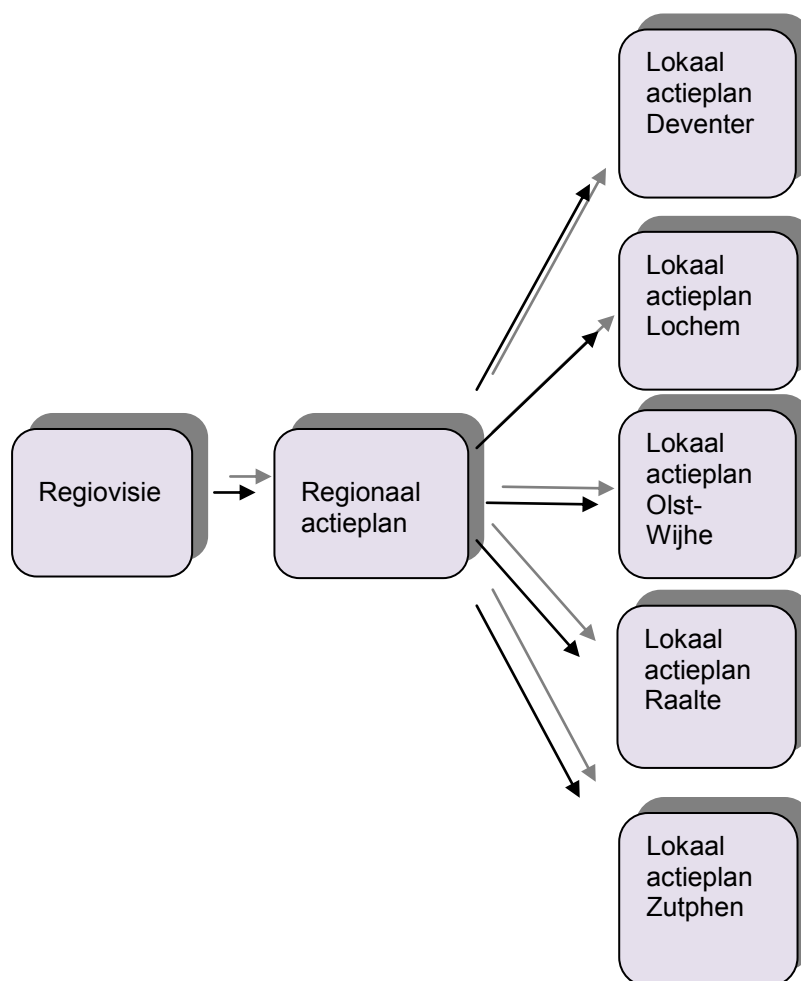 Regiovisie
Regionaal
actieplan
Lokaal
actieplan
Deventer
Lokaal
actieplan
Lochem
Lokaal
actieplan
Olst-
Wijhe
Lokaal
actieplan
Raalte
Lokaal
actieplan
Zutphen